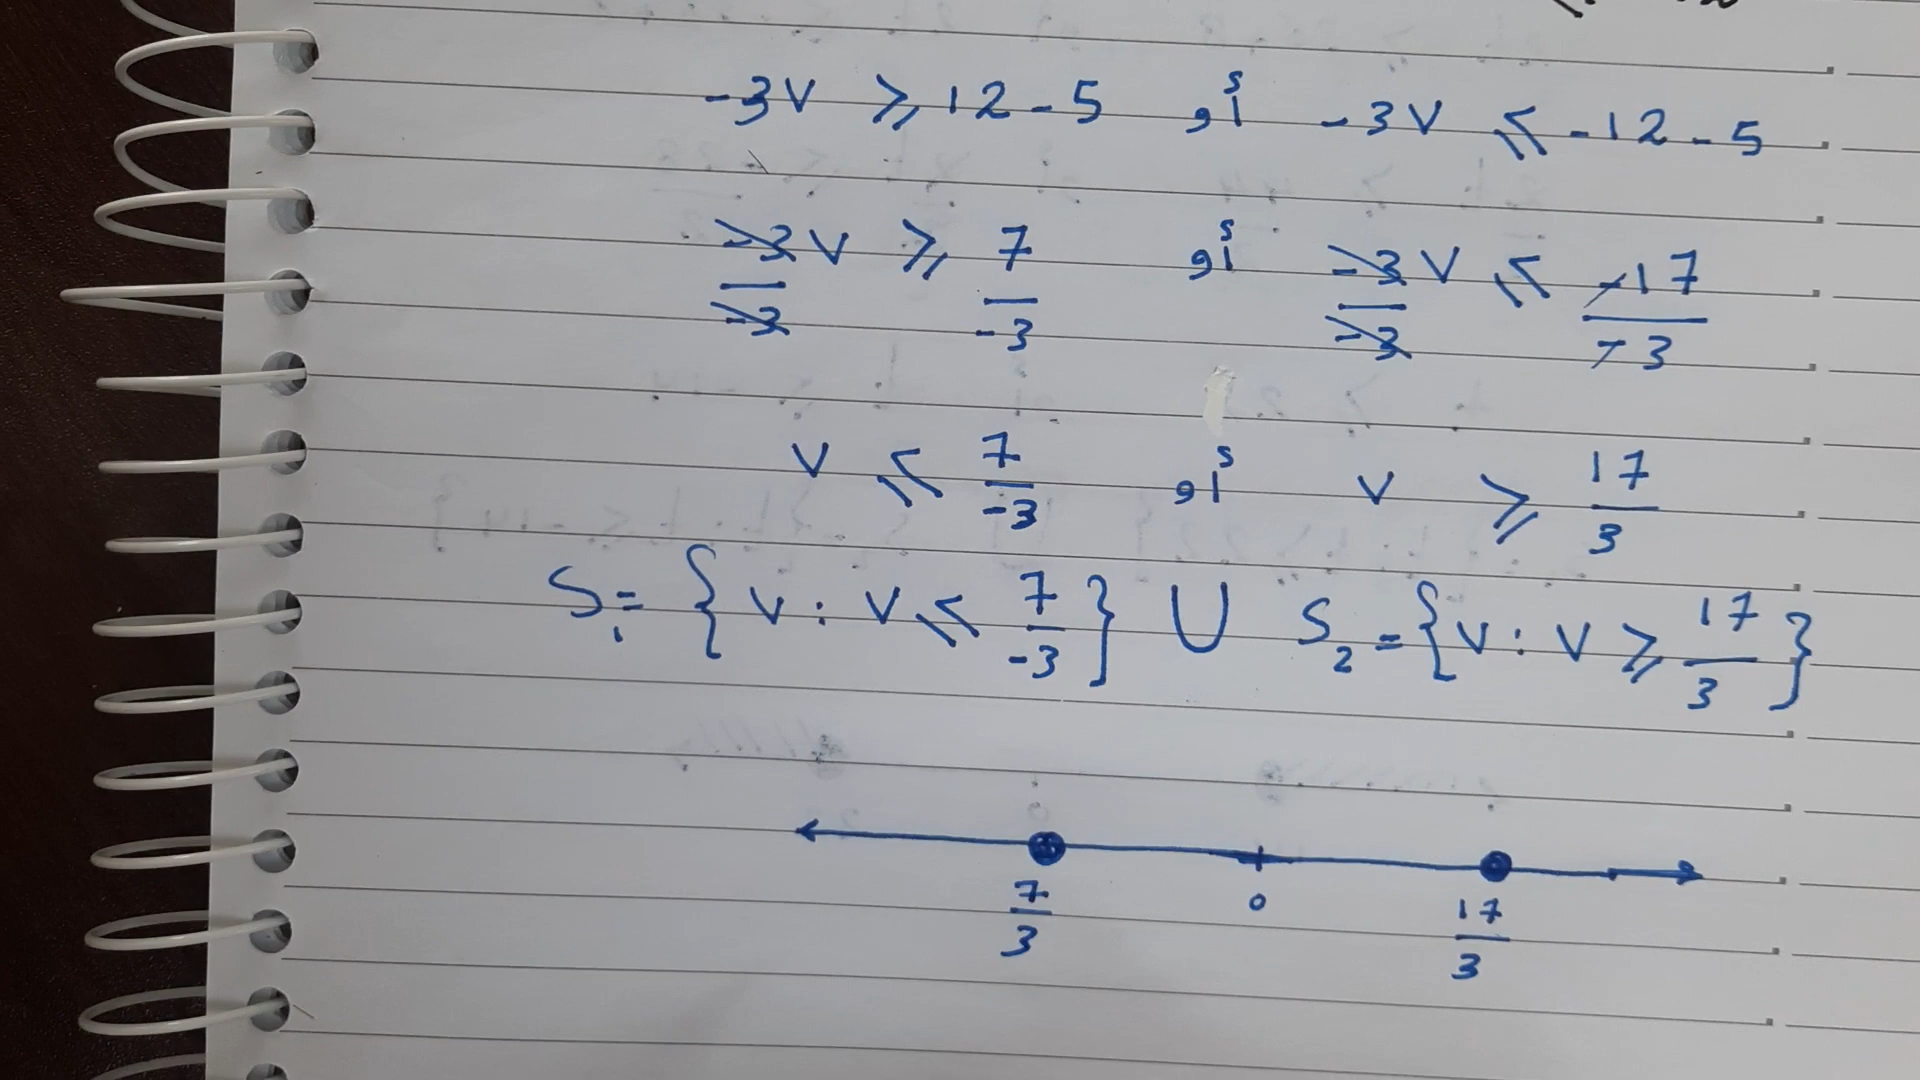 -3v ⩾ 12 - 5 أو -3v ⩽ -12 - 5
-3v/-3 ⩾ 7/-3 أو -3v/-3 ⩽ -17/-3
v ⩽ 7/-3 أو v ⩾ 17/3
S₁ = {v : v ⩽ 7/-3} ∪ S₂ = {v : v ⩾ 17/3}
7/3 0 17/3